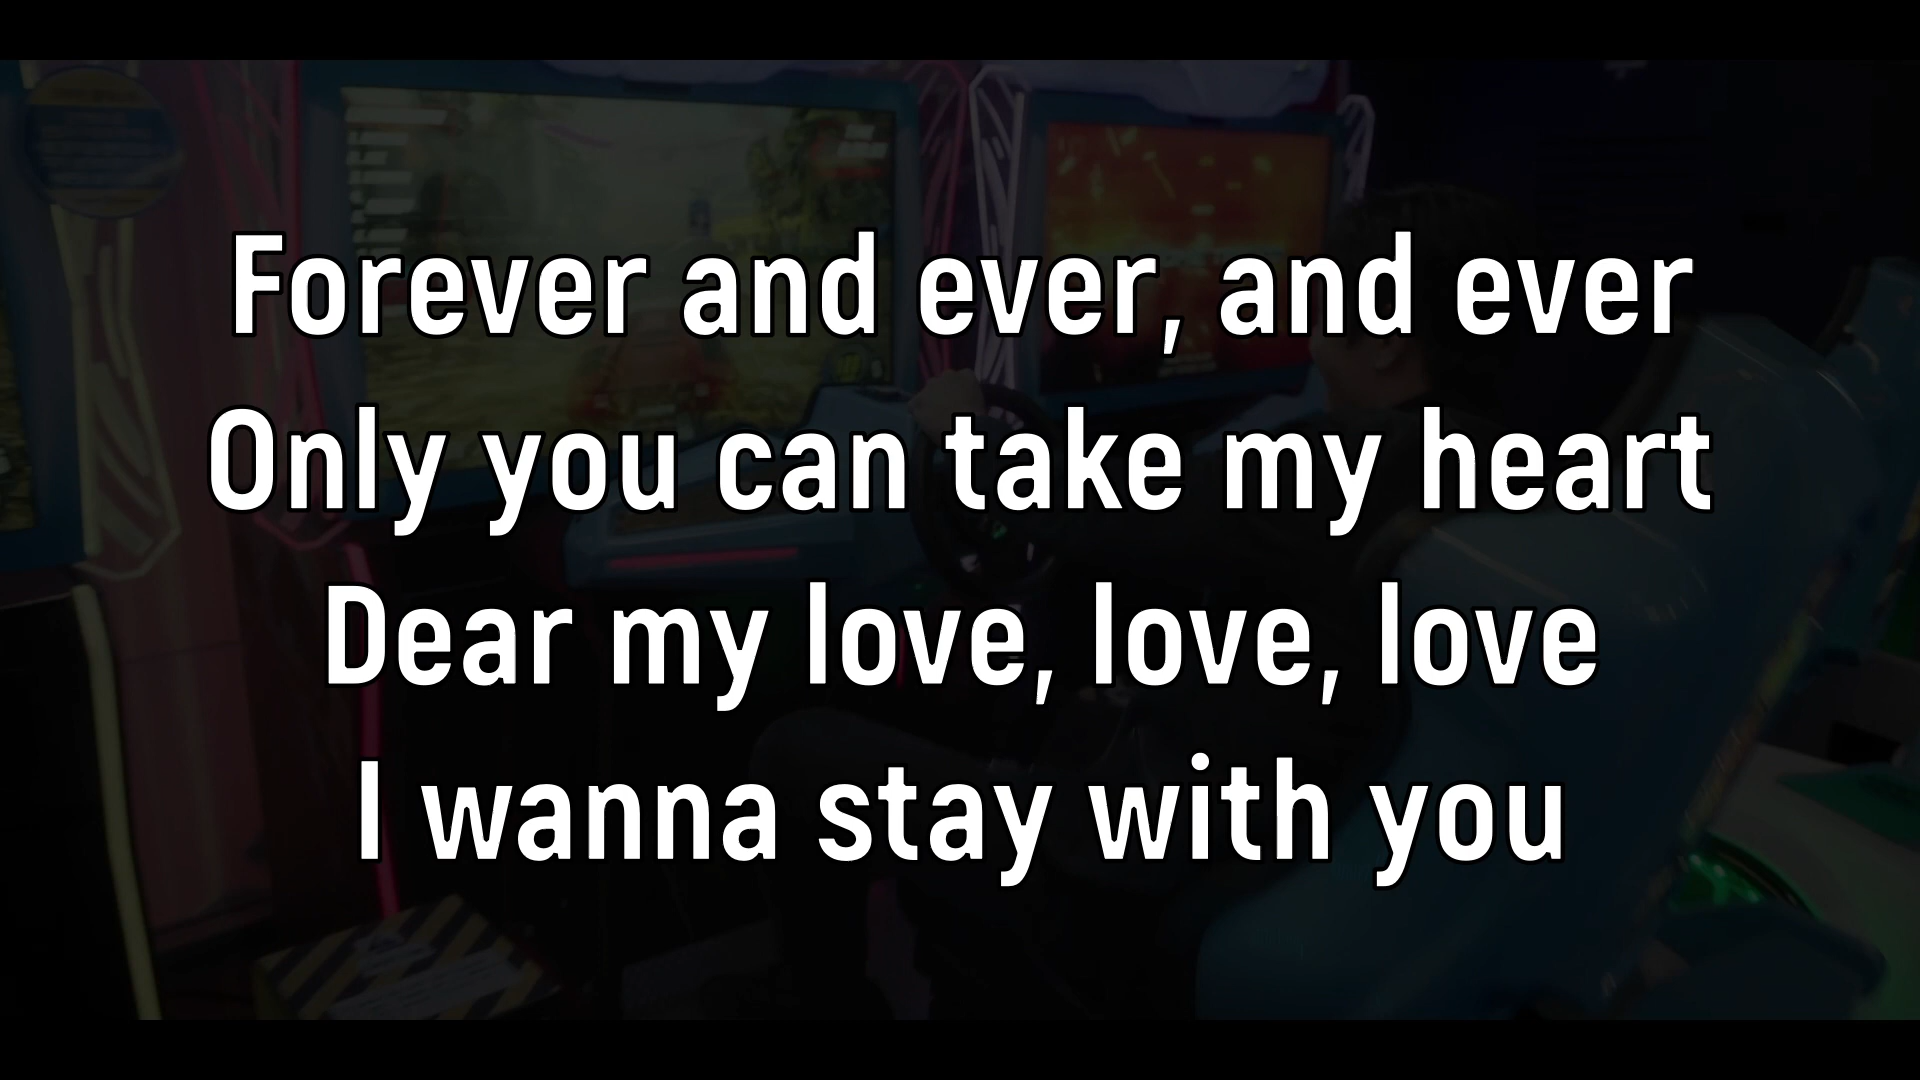 Forever and ever, and ever
Only you can take my heart
Dear my love, love, love
I wanna stay with you